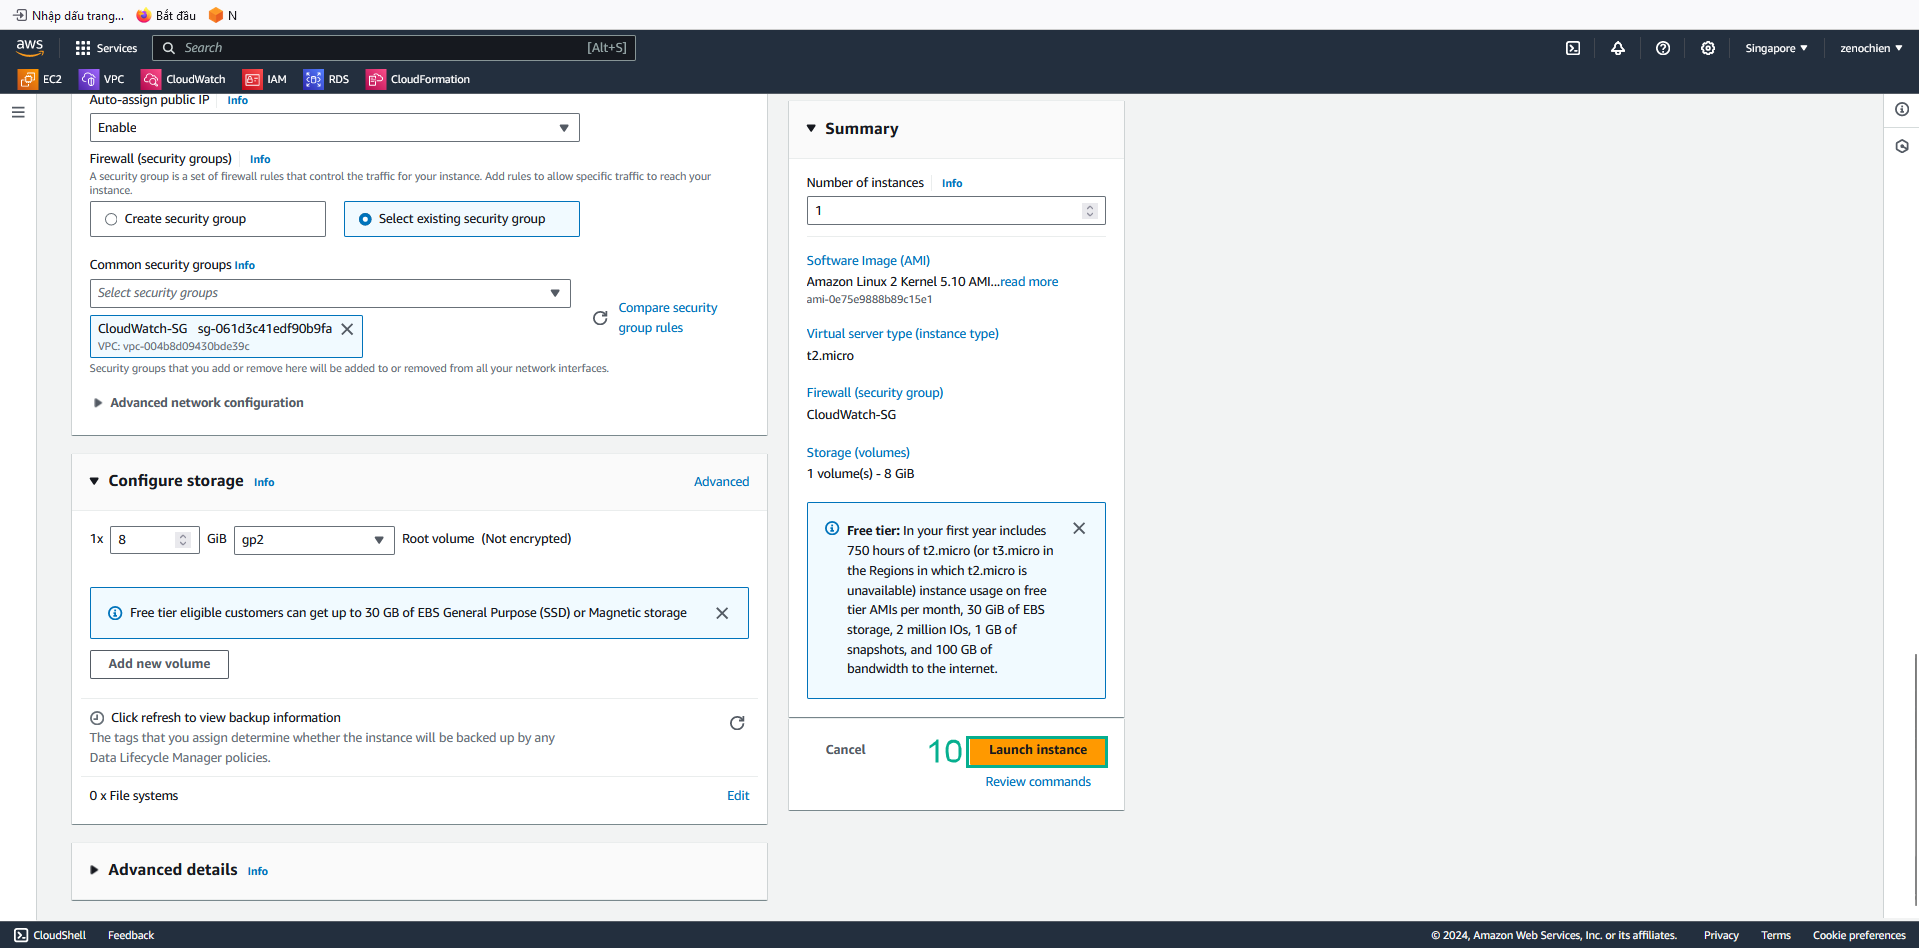 Nhập dấu trang...
Bắt đầu
N
aws
Services
Search
[Alt+S]
Singapore
zenochien
EC2
VPC
CloudWatch
IAM
RDS
CloudFormation
Auto-assign public IP
Info
Enable
Firewall (security groups)
Info
A security group is a set of firewall rules that control the traffic for your instance. Add rules to allow specific traffic to reach your
instance.
Create security group
Select existing security group
Common security groups Info
Select security groups
Compare security
group rules
CloudWatch-SG sg-061d3c41edf90b9fa
VPC: vpc-004b8d09430bde39c
Security groups that you add or remove here will be added to or removed from all your network interfaces.
Advanced network configuration
Configure storage
Info
Advanced
1x
8
GiB
gp2
Root volume (Not encrypted)
Free tier eligible customers can get up to 30 GB of EBS General Purpose (SSD) or Magnetic storage
Add new volume
Click refresh to view backup information
The tags that you assign determine whether the instance will be backed up by any
Data Lifecycle Manager policies.
0 x File systems
Edit
Advanced details
Info
Summary
Number of instances
Info
1
Software Image (AMI)
Amazon Linux 2 Kernel 5.10 AMI...read more
ami-0e75e9888b89c15e1
Virtual server type (instance type)
t2.micro
Firewall (security group)
CloudWatch-SG
Storage (volumes)
1 volume(s) - 8 GiB
Free tier: In your first year includes
750 hours of t2.micro (or t3.micro in
the Regions in which t2.micro is
unavailable) instance usage on free
tier AMIs per month, 30 GiB of EBS
storage, 2 million IOs, 1 GB of
snapshots, and 100 GB of
bandwidth to the internet.
Cancel
10
Launch instance
Review commands
CloudShell
Feedback
© 2024, Amazon Web Services, Inc. or its affiliates.
Privacy
Terms
Cookie preferences